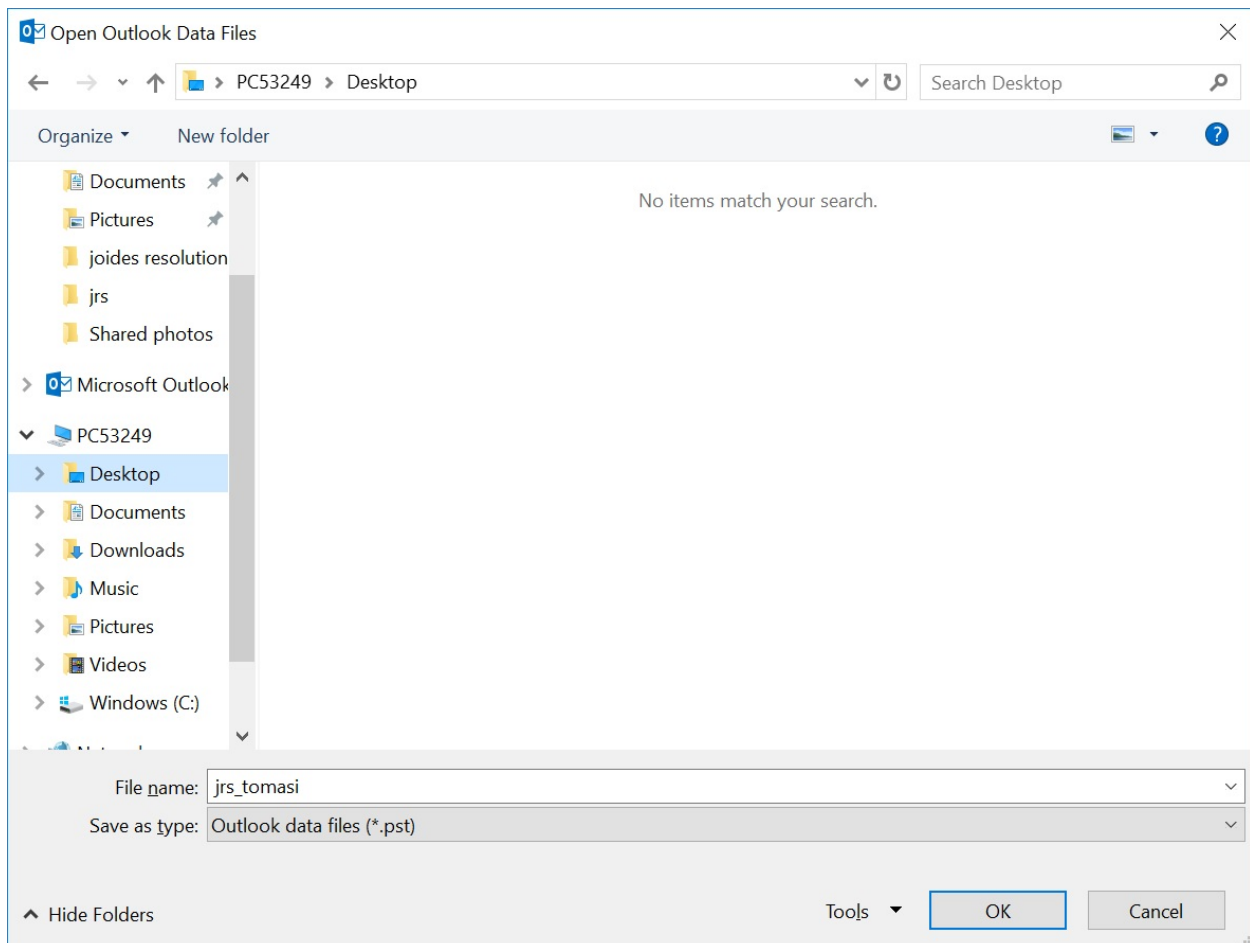 Open Outlook Data Files
PC53249 > Desktop
Search Desktop
Organize
New folder
Documents
Pictures
joides resolution
jrs
Shared photos
Microsoft Outlook
PC53249
Desktop
Documents
Downloads
Music
Pictures
Videos
Windows (C:)
No items match your search.
File name: jrs_tomasi
Save as type: Outlook data files (*.pst)
Hide Folders
Tools
OK
Cancel